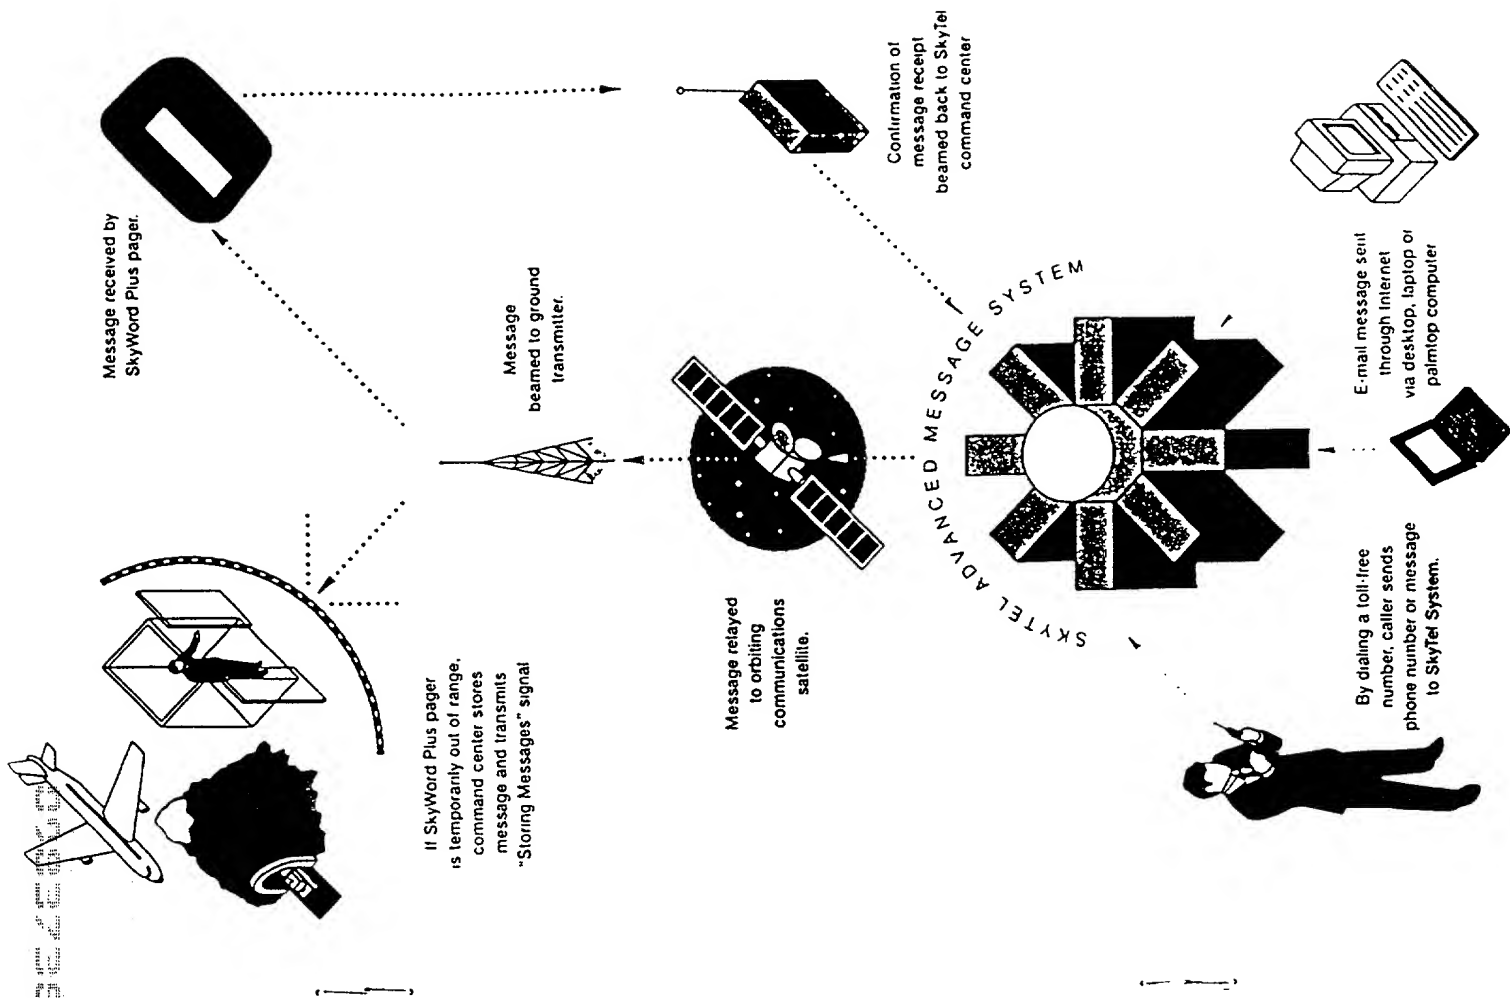 Message received by
SkyWord Plus pager.
If SkyWord Plus pager
is temporarily out of range,
command center stores
message and transmits
"Storing Messages" signal
Message
beamed to ground
transmitter.
Message relayed
to orbiting
communications
satellite.
Confirmation of
message receipt
beamed back to SkyTel
command center
SKYTEL ADVANCED MESSAGE SYSTEM
By dialing a toll-free
number, caller sends
phone number or message
to SkyTel System.
E-mail message sent
through Internet
via desktop, laptop or
palmtop computer